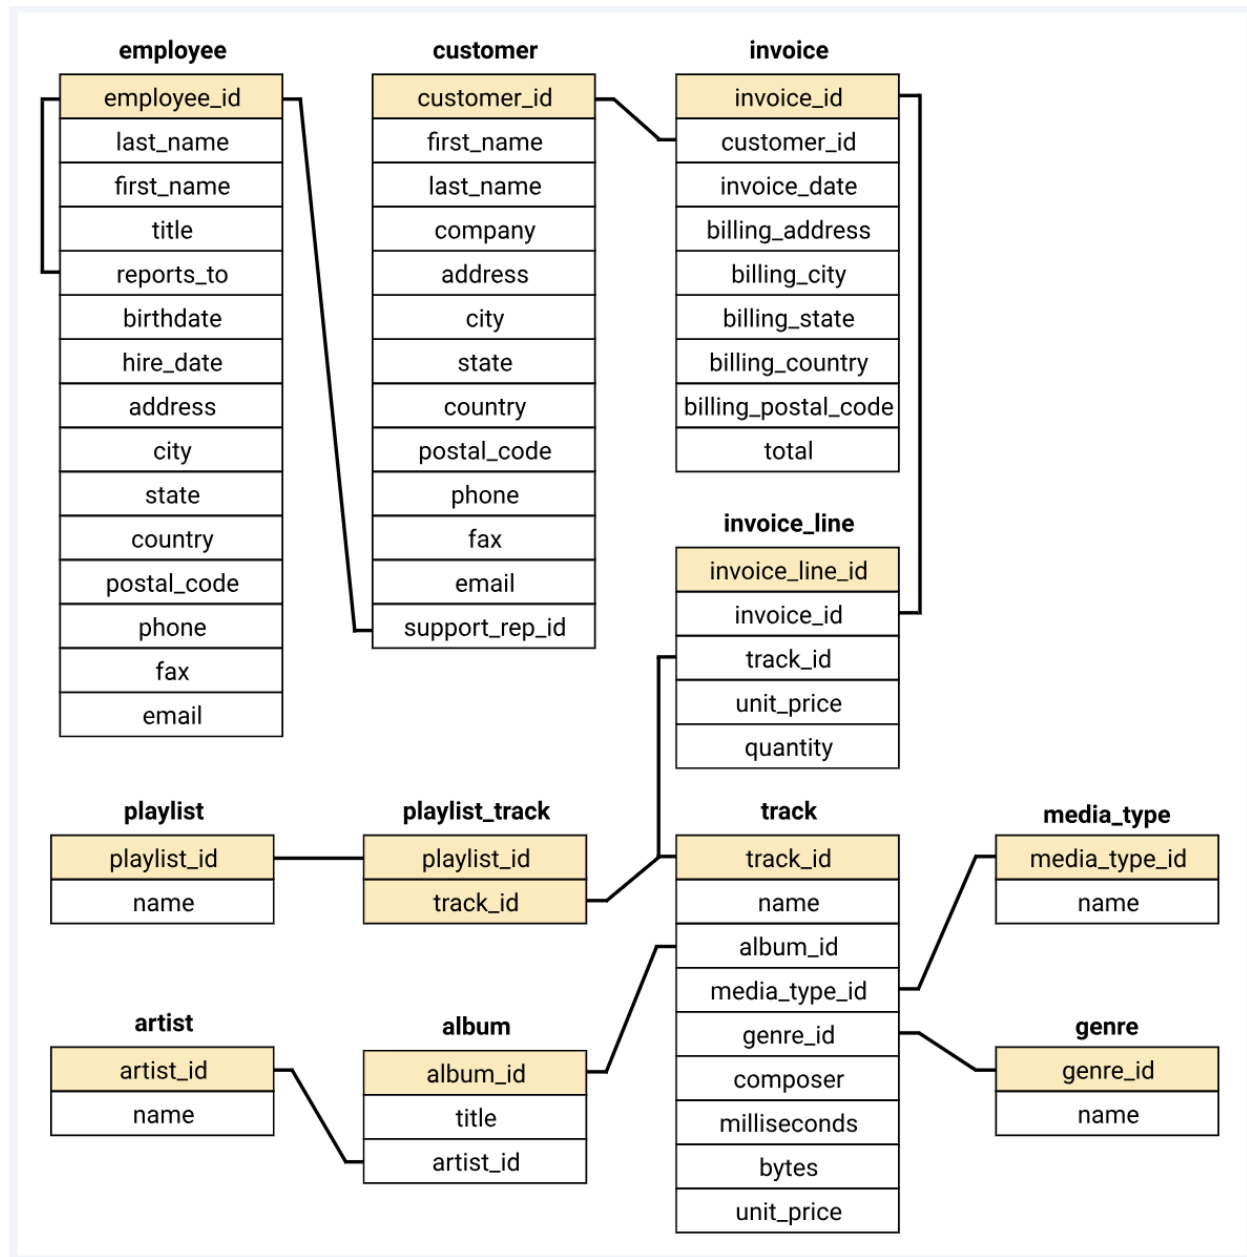 employee
employee_id
last_name
first_name
title
reports_to
birthdate
hire_date
address
city
state
country
postal_code
phone
fax
email
customer
customer_id
first_name
last_name
company
address
city
state
country
postal_code
phone
fax
email
support_rep_id
invoice
invoice_id
customer_id
invoice_date
billing_address
billing_city
billing_state
billing_country
billing_postal_code
total
invoice_line
invoice_line_id
invoice_id
track_id
unit_price
quantity
playlist
playlist_id
name
playlist_track
playlist_id
track_id
track
track_id
name
album_id
media_type_id
genre_id
composer
milliseconds
bytes
unit_price
media_type
media_type_id
name
artist
artist_id
name
album
album_id
title
artist_id
genre
genre_id
name